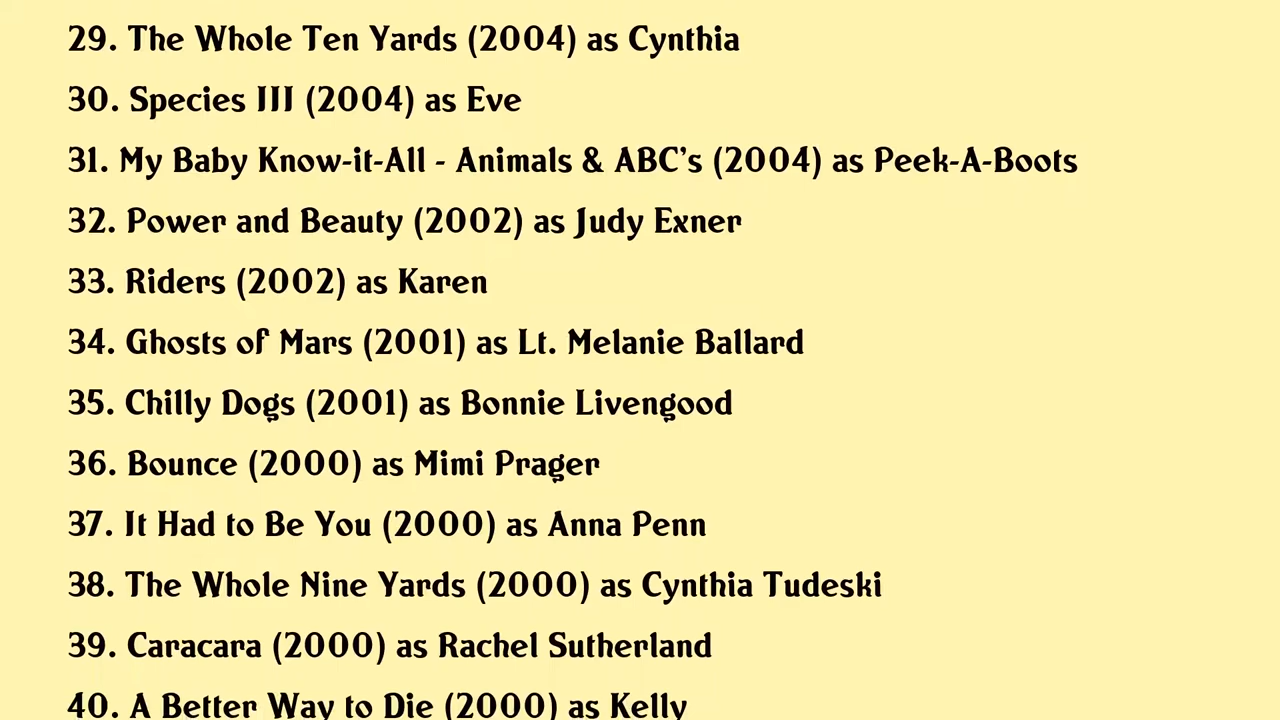 29. The Whole Ten Yards (2004) as Cynthia
30. Species III (2004) as Eve
31. My Baby Know-it-All - Animals & ABC's (2004) as Peek-A-Boots
32. Power and Beauty (2002) as Judy Exner
33. Riders (2002) as Karen
34. Ghosts of Mars (2001) as Lt. Melanie Ballard
35. Chilly Dogs (2001) as Bonnie Livengood
36. Bounce (2000) as Mimi Prager
37. It Had to Be You (2000) as Anna Penn
38. The Whole Nine Yards (2000) as Cynthia Tudeski
39. Caracara (2000) as Rachel Sutherland
40. A Better Way to Die (2000) as Kelly